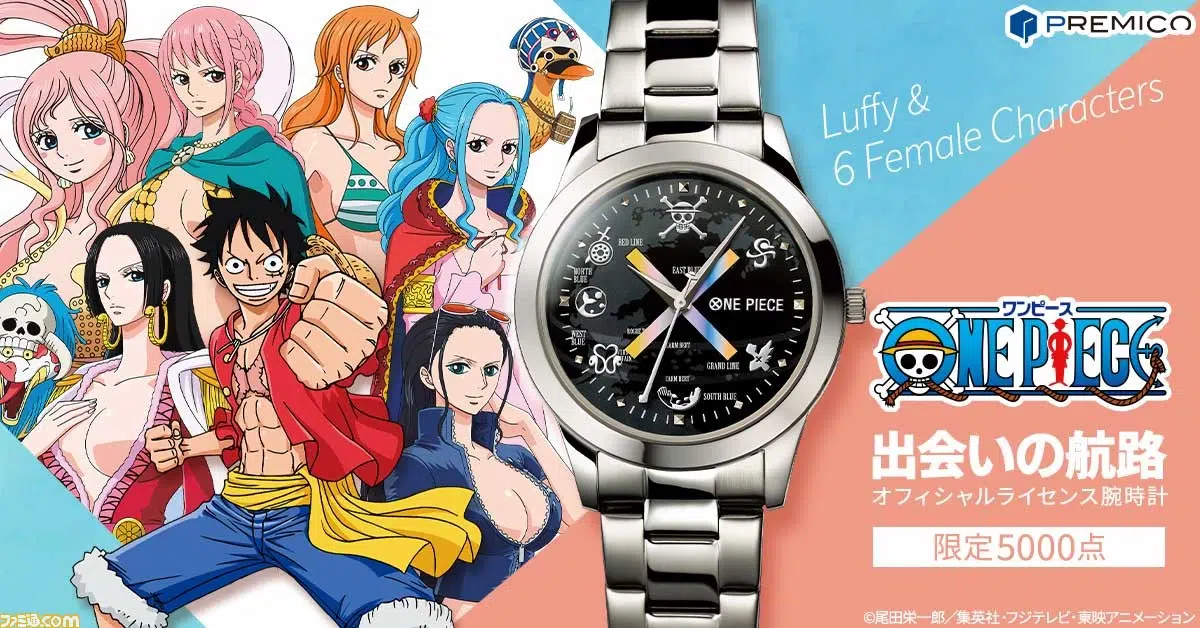 PREMICO
Luffy &
6 Female Characters
RED LINE
NORTH
BLUE
EAST BLUE
ONE PIECE
WEST
BLUE
CALM BELT
GRAND LINE
CALM BELT
SOUTH BLUE
ワンピース
ONE PIECE
出会いの航路
オフィシャルライセンス腕時計
限定5000点
ファミ通.com
©尾田栄一郎／集英社・フジテレビ・東映アニメーション